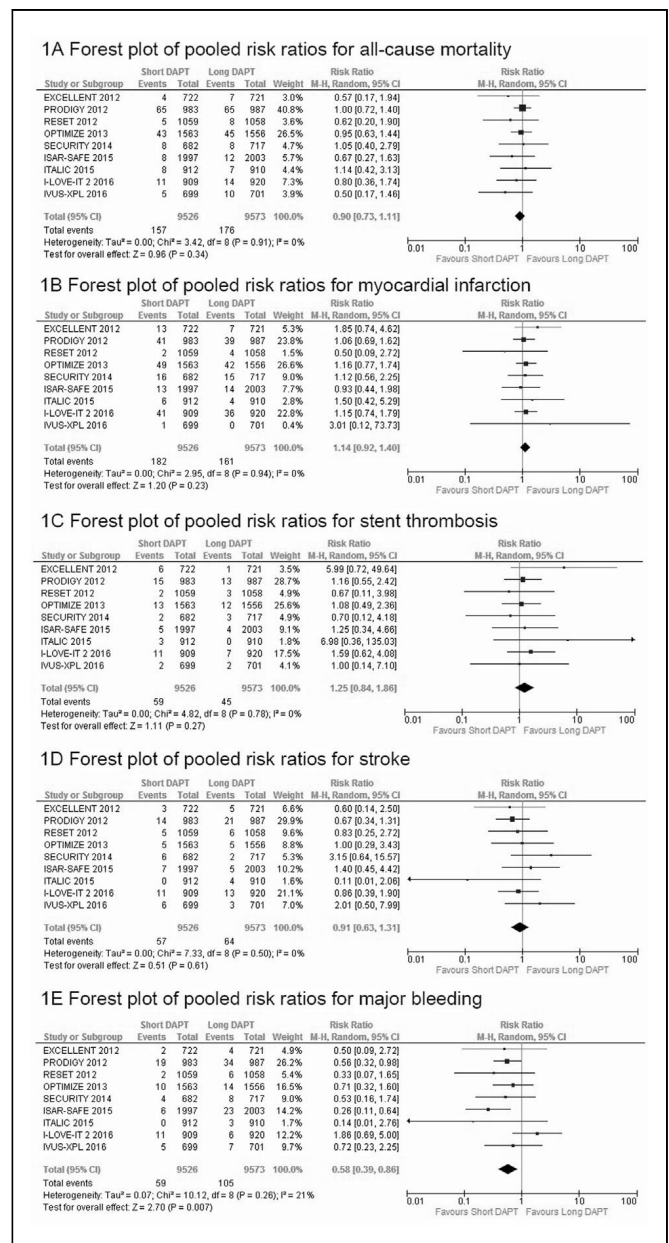 1A Forest plot of pooled risk ratios for all-cause mortality
Short DAPT Long DAPT Risk Ratio Risk Ratio
Study or Subgroup Events Total Events Total Weight M-H, Random, 95% CI M-H, Random, 95% CI
EXCELLENT 2012 4 722 7 721 3.0% 0.57 [0.17, 1.94]
PRODIGY 2012 65 983 65 987 40.8% 1.00 [0.72, 1.40]
RESET 2012 5 1059 8 1058 3.8% 0.62 [0.20, 1.90]
OPTIMIZE 2013 43 1563 45 1556 26.5% 0.95 [0.63, 1.44]
SECURITY 2014 8 682 8 717 5.0% 1.05 [0.40, 2.79]
ISAR-SAFE 2015 8 1997 12 2003 5.7% 0.67 [0.27, 1.63]
ITALIC 2015 8 912 7 910 4.4% 1.14 [0.42, 3.13]
I-LOVE-IT 2 2016 11 909 14 920 7.3% 0.80 [0.36, 1.74]
IVUS-XPL 2016 5 699 10 701 3.9% 0.50 [0.17, 1.46]
Total (95% CI) 9526 9573 100.0% 0.90 [0.73, 1.11]
Total events 157 176
Heterogeneity: Tau² = 0.00; Chi² = 3.42, df = 8 (P = 0.91); I² = 0%
Test for overall effect: Z = 0.96 (P = 0.34)
0.01 0.1 1 10 100
Favours Short DAPT Favours Long DAPT
1B Forest plot of pooled risk ratios for myocardial infarction
Short DAPT Long DAPT Risk Ratio Risk Ratio
Study or Subgroup Events Total Events Total Weight M-H, Random, 95% CI M-H, Random, 95% CI
EXCELLENT 2012 13 722 7 721 5.3% 1.85 [0.74, 4.62]
PRODIGY 2012 41 983 39 987 23.8% 1.06 [0.69, 1.62]
RESET 2012 2 1059 4 1058 1.5% 0.50 [0.09, 2.72]
OPTIMIZE 2013 49 1563 42 1556 26.6% 1.16 [0.77, 1.74]
SECURITY 2014 16 682 15 717 9.0% 1.12 [0.56, 2.25]
ISAR-SAFE 2015 13 1997 14 2003 7.7% 0.93 [0.44, 1.98]
ITALIC 2015 6 912 4 910 2.8% 1.50 [0.42, 5.29]
I-LOVE-IT 2 2016 41 909 36 920 22.8% 1.15 [0.74, 1.79]
IVUS-XPL 2016 1 699 0 701 0.4% 3.01 [0.12, 73.73]
Total (95% CI) 9526 9573 100.0% 1.14 [0.92, 1.40]
Total events 182 161
Heterogeneity: Tau² = 0.00; Chi² = 2.95, df = 8 (P = 0.94); I² = 0%
Test for overall effect: Z = 1.20 (P = 0.23)
0.01 0.1 1 10 100
Favours Short DAPT Favours Long DAPT
1C Forest plot of pooled risk ratios for stent thrombosis
Short DAPT Long DAPT Risk Ratio Risk Ratio
Study or Subgroup Events Total Events Total Weight M-H, Random, 95% CI M-H, Random, 95% CI
EXCELLENT 2012 6 722 1 721 3.5% 5.99 [0.72, 49.64]
PRODIGY 2012 15 983 13 987 28.7% 1.16 [0.55, 2.42]
RESET 2012 2 1059 3 1058 5.0% 0.67 [0.11, 3.98]
OPTIMIZE 2013 13 1563 12 1556 25.6% 1.08 [0.49, 2.36]
SECURITY 2014 2 682 3 717 4.9% 0.70 [0.12, 4.18]
ISAR-SAFE 2015 5 1997 4 2003 9.1% 1.25 [0.34, 4.66]
ITALIC 2015 3 912 0 910 1.8% 6.98 [0.36, 135.03]
I-LOVE-IT 2 2016 11 909 7 920 17.5% 1.59 [0.62, 4.08]
IVUS-XPL 2016 2 699 2 701 4.1% 1.00 [0.14, 7.10]
Total (95% CI) 9526 9573 100.0% 1.25 [0.84, 1.86]
Total events 59 45
Heterogeneity: Tau² = 0.00; Chi² = 4.82, df = 8 (P = 0.78); I² = 0%
Test for overall effect: Z = 1.11 (P = 0.27)
0.01 0.1 1 10 100
Favours Short DAPT Favours Long DAPT
1D Forest plot of pooled risk ratios for stroke
Short DAPT Long DAPT Risk Ratio Risk Ratio
Study or Subgroup Events Total Events Total Weight M-H, Random, 95% CI M-H, Random, 95% CI
EXCELLENT 2012 3 722 5 721 6.6% 0.60 [0.14, 2.50]
PRODIGY 2012 14 983 21 987 29.9% 0.67 [0.34, 1.31]
RESET 2012 5 1059 6 1058 9.6% 0.83 [0.25, 2.72]
OPTIMIZE 2013 5 1563 5 1556 8.8% 1.00 [0.29, 3.43]
SECURITY 2014 6 682 2 717 5.3% 3.15 [0.64, 15.57]
ISAR-SAFE 2015 7 1997 5 2003 9.6% 1.40 [0.45, 4.42]
ITALIC 2015 0 912 4 910 1.6% 0.11 [0.01, 2.06]
I-LOVE-IT 2 2016 11 909 13 920 21.1% 0.86 [0.39, 1.90]
IVUS-XPL 2016 6 699 3 701 7.1% 2.01 [0.50, 7.99]
Total (95% CI) 9526 9573 100.0% 0.91 [0.63, 1.31]
Total events 57 64
Heterogeneity: Tau² = 0.00; Chi² = 7.33, df = 8 (P = 0.50); I² = 0%
Test for overall effect: Z = 0.51 (P = 0.61)
0.01 0.1 1 10 100
Favours Short DAPT Favours Long DAPT
1E Forest plot of pooled risk ratios for major bleeding
Short DAPT Long DAPT Risk Ratio Risk Ratio
Study or Subgroup Events Total Events Total Weight M-H, Random, 95% CI M-H, Random, 95% CI
EXCELLENT 2012 2 722 4 721 4.9% 0.50 [0.09, 2.72]
PRODIGY 2012 19 983 34 987 26.2% 0.56 [0.32, 0.98]
RESET 2012 2 1059 6 1058 5.4% 0.33 [0.07, 1.65]
OPTIMIZE 2013 10 1563 14 1556 16.5% 0.71 [0.32, 1.60]
SECURITY 2014 4 682 8 717 9.2% 0.53 [0.16, 1.74]
ISAR-SAFE 2015 6 1997 23 2003 14.2% 0.26 [0.11, 0.64]
ITALIC 2015 0 912 3 910 1.7% 0.14 [0.01, 2.76]
I-LOVE-IT 2 2016 11 909 6 920 12.2% 1.86 [0.69, 5.00]
IVUS-XPL 2016 5 699 7 701 9.7% 0.72 [0.23, 2.25]
Total (95% CI) 9526 9573 100.0% 0.58 [0.39, 0.86]
Total events 59 105
Heterogeneity: Tau² = 0.07; Chi² = 10.12, df = 8 (P = 0.26); I² = 21%
Test for overall effect: Z = 2.70 (P = 0.007)
0.01 0.1 1 10 100
Favours Short DAPT Favours Long DAPT